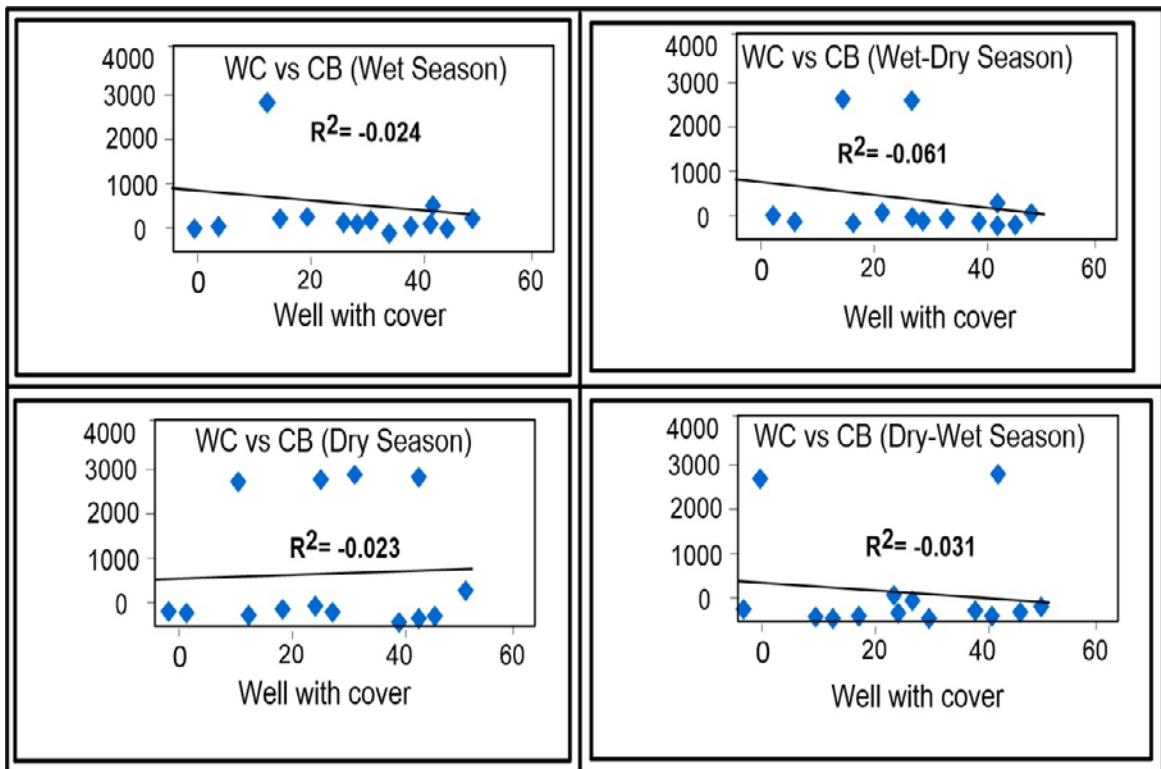 4000
WC vs CB (Wet Season)
3000
R2= -0.024
2000
1000
0
0 20 40 60
Well with cover
4000
WC vs CB (Wet-Dry Season)
3000
2000
R2= -0.061
1000
0
0 20 40 60
Well with cover
4000
WC vs CB (Dry Season)
3000
2000
R2= -0.023
1000
0
0 20 40 60
Well with cover
4000
WC vs CB (Dry-Wet Season)
3000
2000
R2= -0.031
1000
0
0 20 40 60
Well with cover